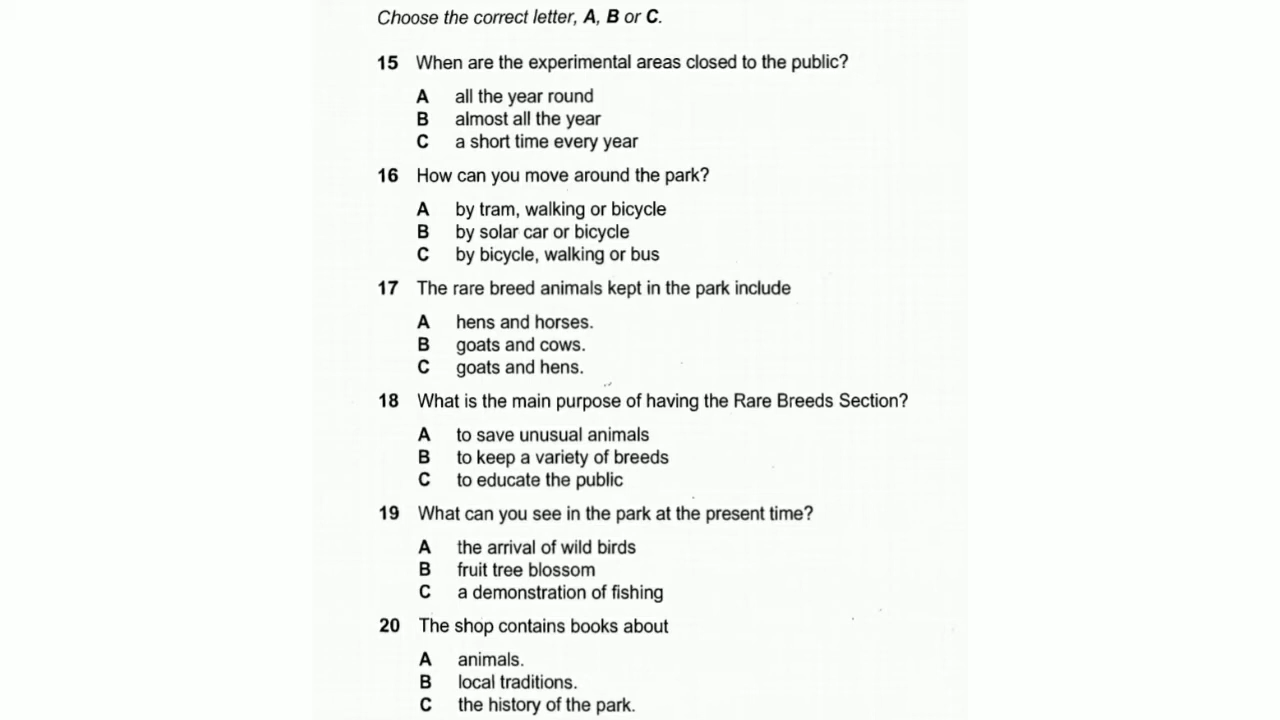 Choose the correct letter, A, B or C.
15 When are the experimental areas closed to the public?
A all the year round
B almost all the year
C a short time every year
16 How can you move around the park?
A by tram, walking or bicycle
B by solar car or bicycle
C by bicycle, walking or bus
17 The rare breed animals kept in the park include
A hens and horses.
B goats and cows.
C goats and hens.
18 What is the main purpose of having the Rare Breeds Section?
A to save unusual animals
B to keep a variety of breeds
C to educate the public
19 What can you see in the park at the present time?
A the arrival of wild birds
B fruit tree blossom
C a demonstration of fishing
20 The shop contains books about
A animals.
B local traditions.
C the history of the park.